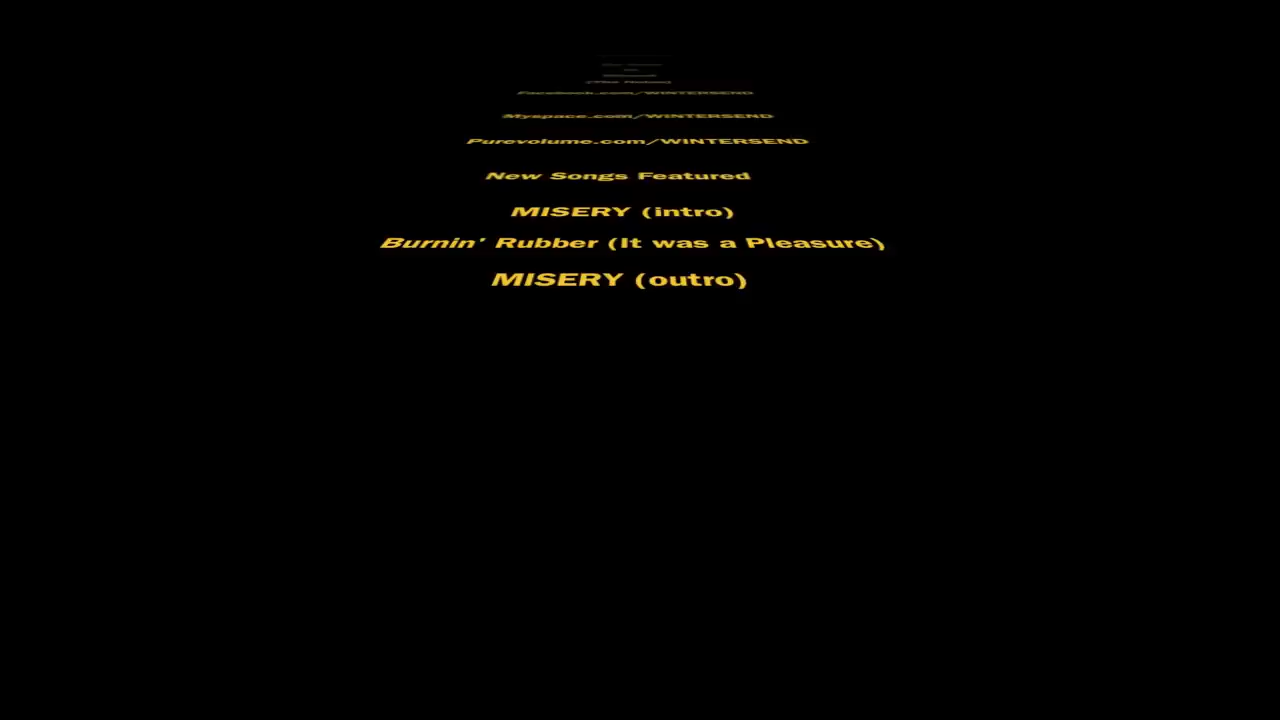 Facebook.com/WINTERSEND
Myspace.com/WINTERSEND
Purevolume.com/WINTERSEND
New Songs Featured
MISERY (intro)
Burnin' Rubber (It was a Pleasure)
MISERY (outro)